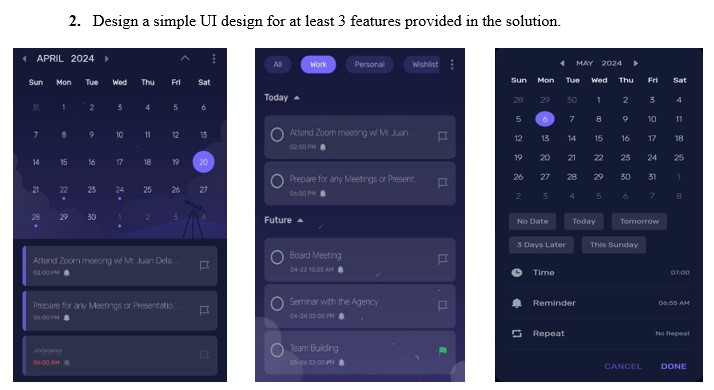 2. Design a simple UI design for at least 3 features provided in the solution.
APRIL 2024
Sun Mon Tue Wed Thu Fri Sat
31 1 2 3 4 5 6
7 8 9 10 11 12 13
14 15 16 17 18 19 20
21 22 23 24 25 26 27
28 29 30 1 2 3 4
Attend Zoom meeting w/ Mr. Juan Dela...
02:00 PM
Prepare for any Meetings or Presentatio...
06:00 PM
Jogging
06:00 AM
All Work Personal Wishlist
Today
Attend Zoom meeting w/ Mr. Juan ...
02:00 PM
Prepare for any Meetings or Present...
06:00 PM
Future
Board Meeting
04-22 10:05 AM
Seminar with the Agency
04-24 02:00 PM
Team Building
05-06 02:00 PM
MAY 2024
Sun Mon Tue Wed Thu Fri Sat
28 29 30 1 2 3 4
5 6 7 8 9 10 11
12 13 14 15 16 17 18
19 20 21 22 23 24 25
26 27 28 29 30 31 1
2 3 4 5 6 7 8
No Date Today Tomorrow
3 Days Later This Sunday
Time 07:00
Reminder 06:55 AM
Repeat No Repeat
CANCEL DONE